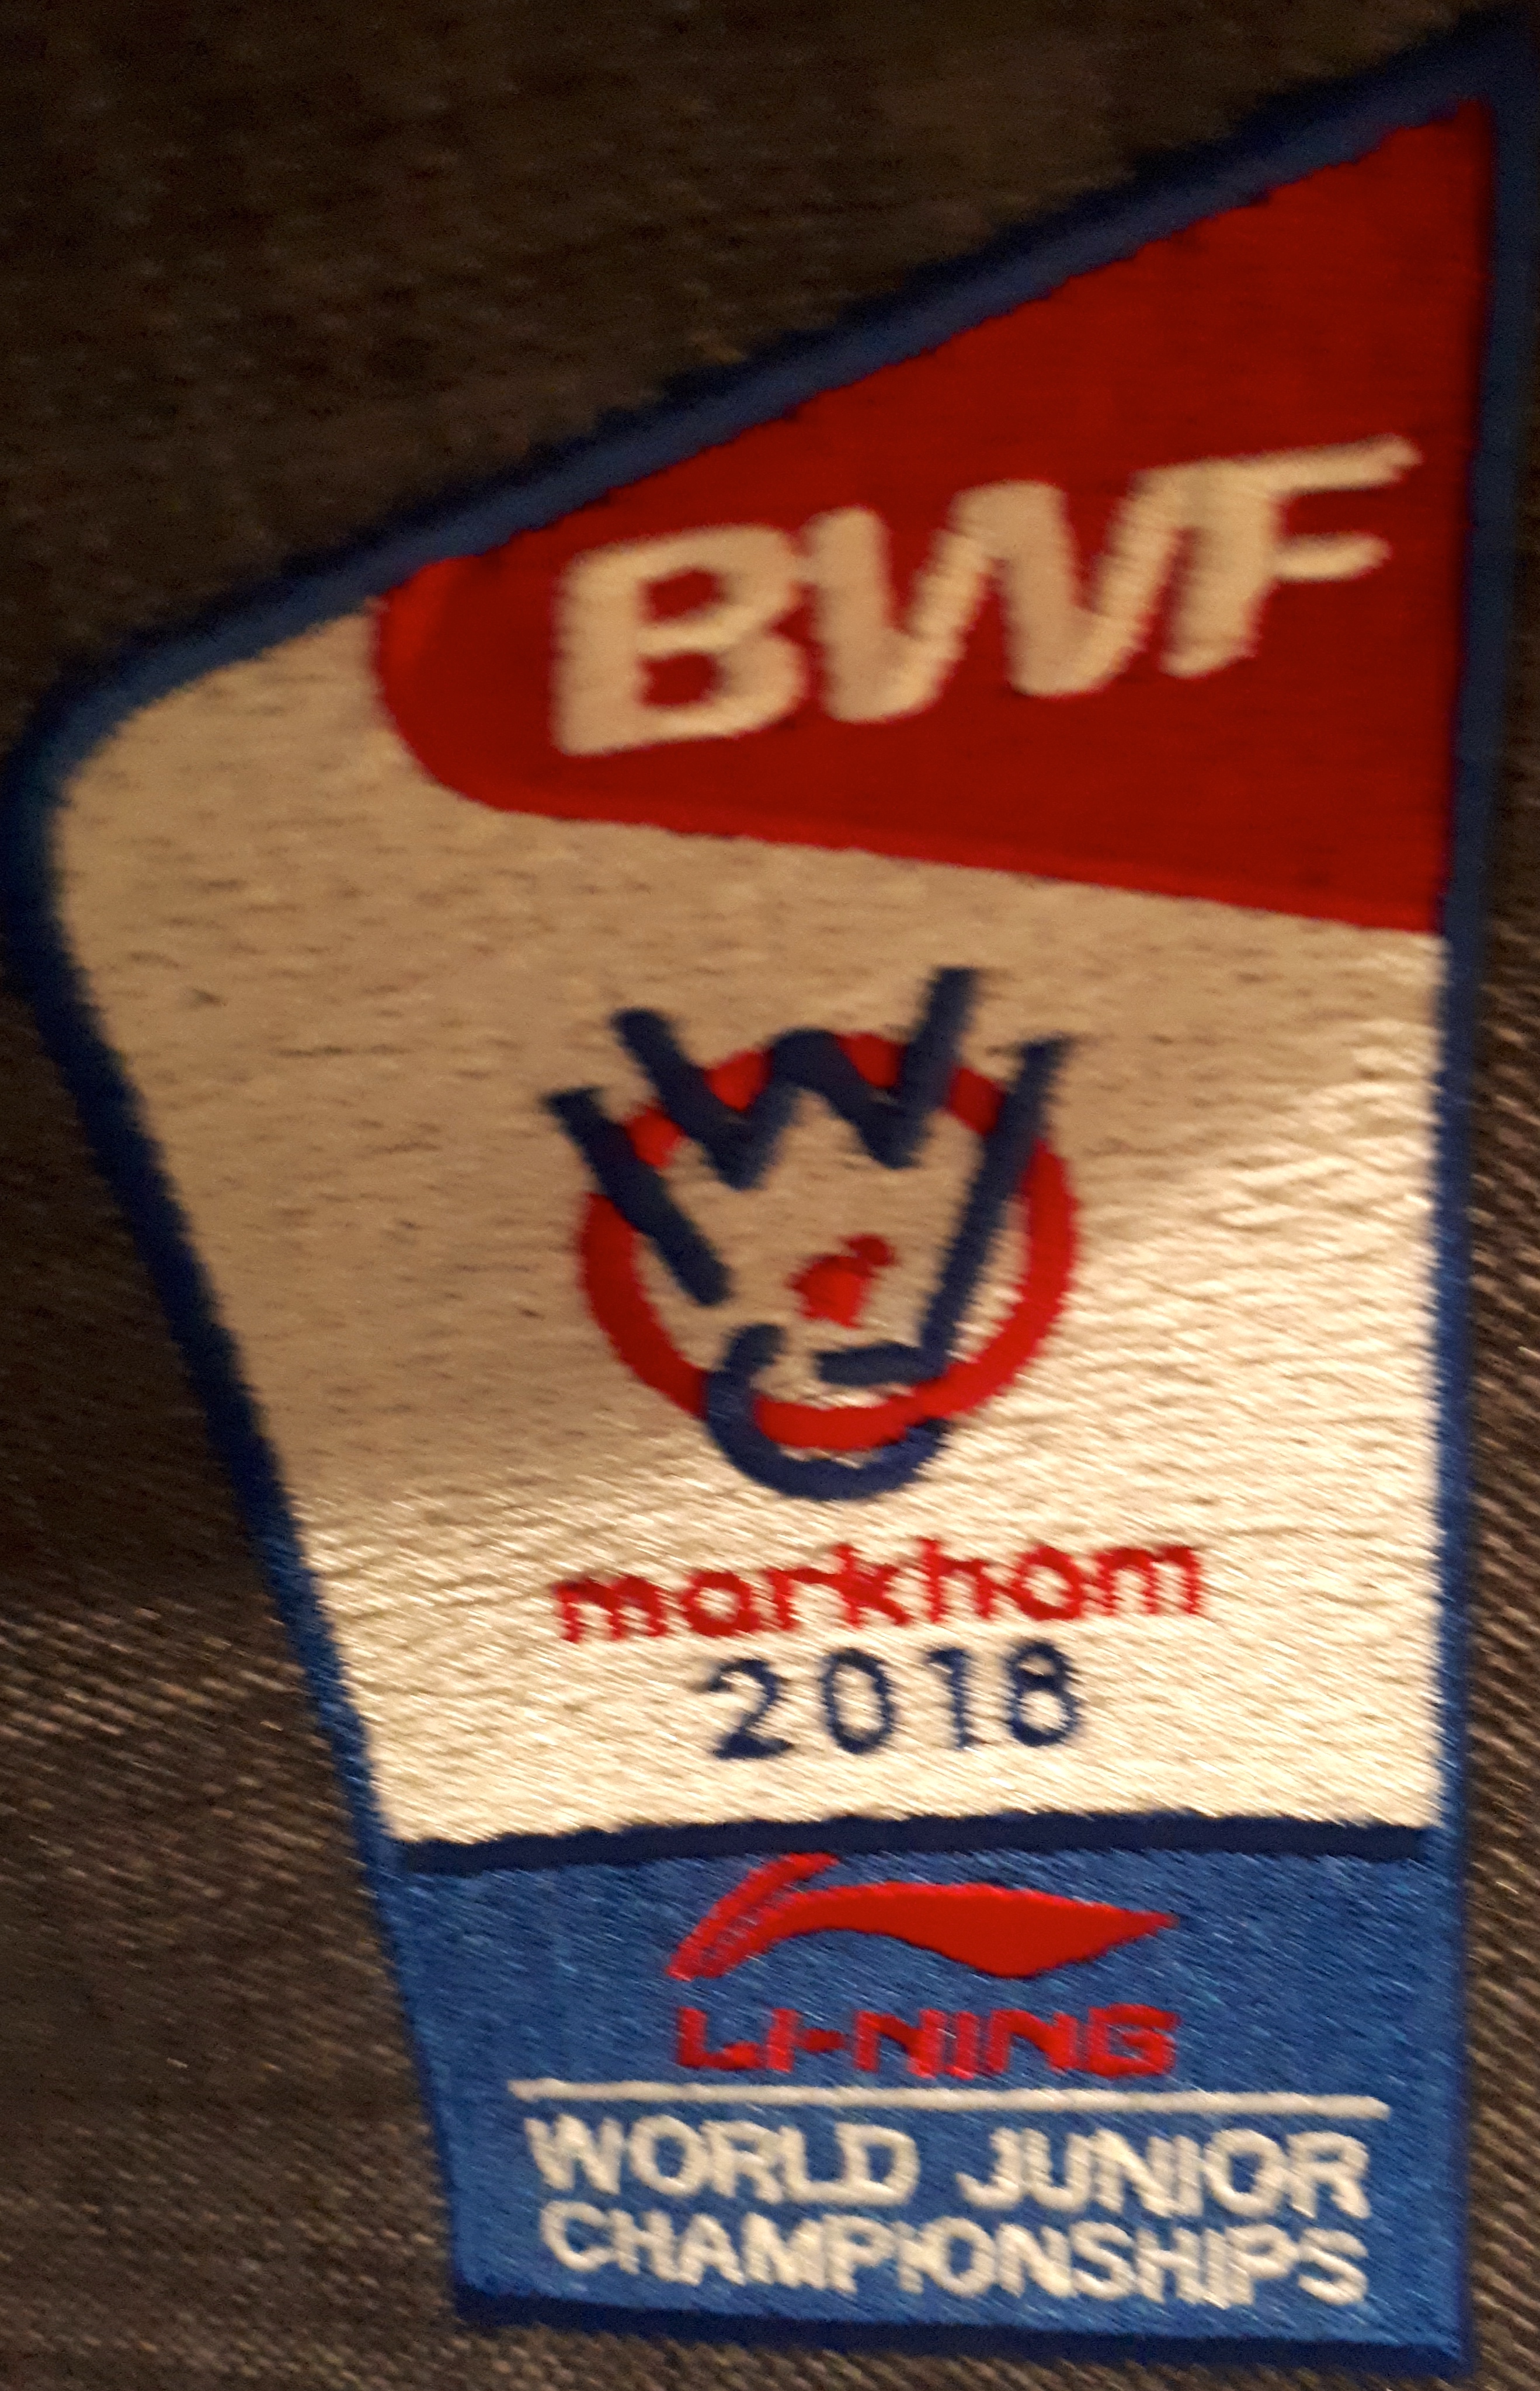 BWF
markham
2018
LI-NING
WORLD JUNIOR
CHAMPIONSHIPS